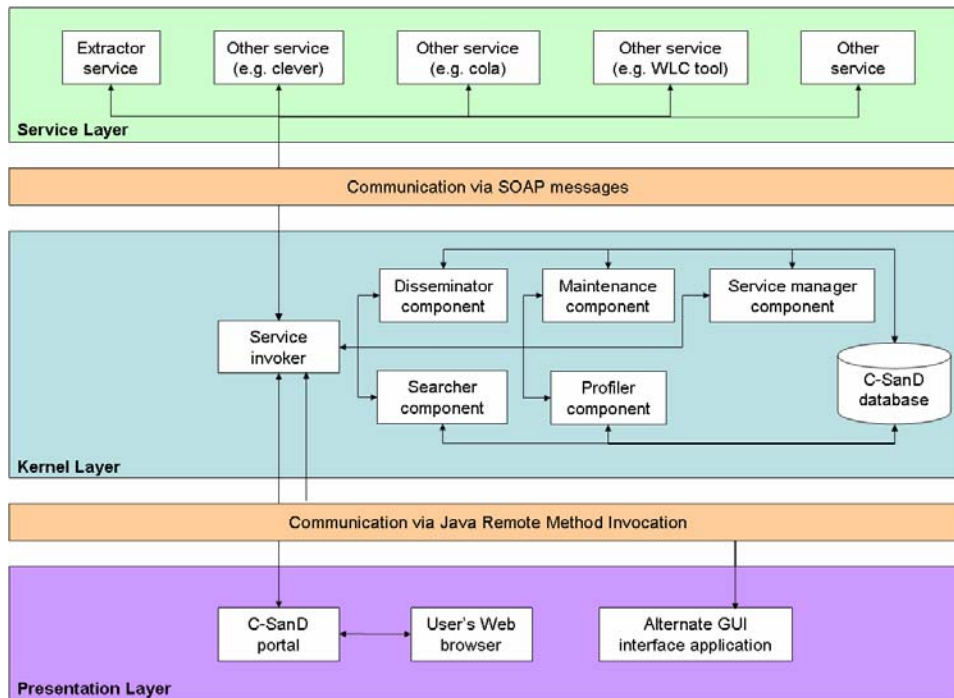 Extractor
service
Other service
(e.g. clever)
Other service
(e.g. cola)
Other service
(e.g. WLC tool)
Other
service
Service Layer
Communication via SOAP messages
Disseminator
component
Maintenance
component
Service manager
component
Service
invoker
Searcher
component
Profiler
component
C-SanD
database
Kernel Layer
Communication via Java Remote Method Invocation
C-SanD
portal
User's Web
browser
Alternate GUI
interface application
Presentation Layer